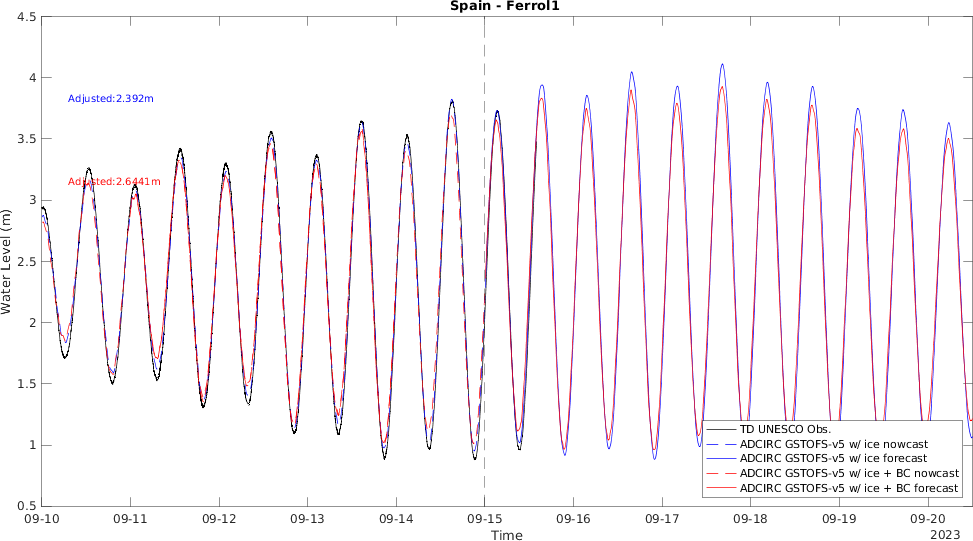 Spain - Ferrol1
4.5
4
3.5
3
2.5
2
1.5
1
0.5
Water Level (m)
Adjusted:2.392m
Adjusted:2.6441m
TD UNESCO Obs.
ADCIRC GSTOFS-v5 w/ ice nowcast
ADCIRC GSTOFS-v5 w/ ice forecast
ADCIRC GSTOFS-v5 w/ ice + BC nowcast
ADCIRC GSTOFS-v5 w/ ice + BC forecast
09-10 09-11 09-12 09-13 09-14 09-15 09-16 09-17 09-18 09-19 09-20
2023
Time